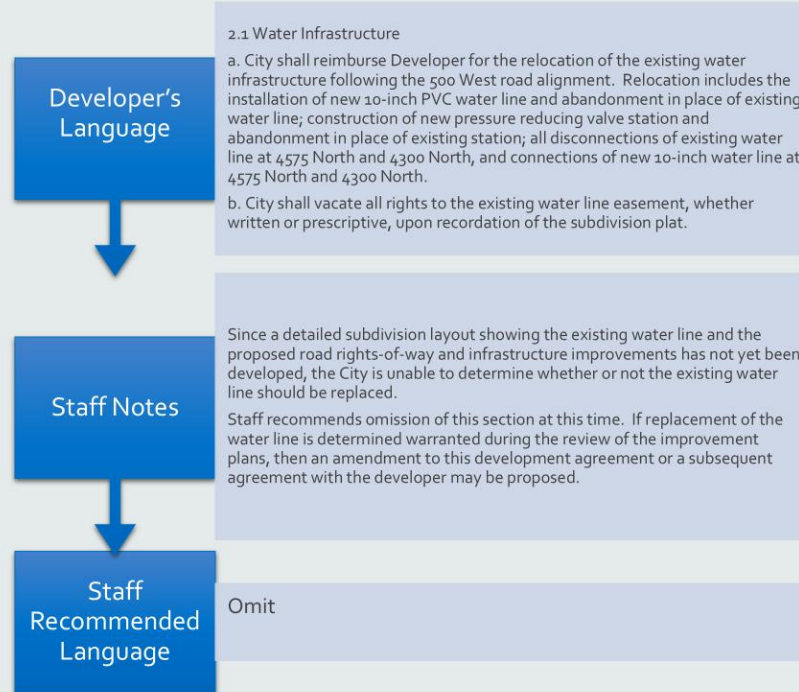 Developer's
Language
2.1 Water Infrastructure
a. City shall reimburse Developer for the relocation of the existing water
infrastructure following the 500 West road alignment.  Relocation includes the
installation of new 10-inch PVC water line and abandonment in place of existing
water line; construction of new pressure reducing valve station and
abandonment in place of existing station; all disconnections of existing water
line at 4575 North and 4300 North, and connections of new 10-inch water line at
4575 North and 4300 North.
b. City shall vacate all rights to the existing water line easement, whether
written or prescriptive, upon recordation of the subdivision plat.
Staff Notes
Since a detailed subdivision layout showing the existing water line and the
proposed road rights-of-way and infrastructure improvements has not yet been
developed, the City is unable to determine whether or not the existing water
line should be replaced.
Staff recommends omission of this section at this time.  If replacement of the
water line is determined warranted during the review of the improvement
plans, then an amendment to this development agreement or a subsequent
agreement with the developer may be proposed.
Staff
Recommended
Language
Omit